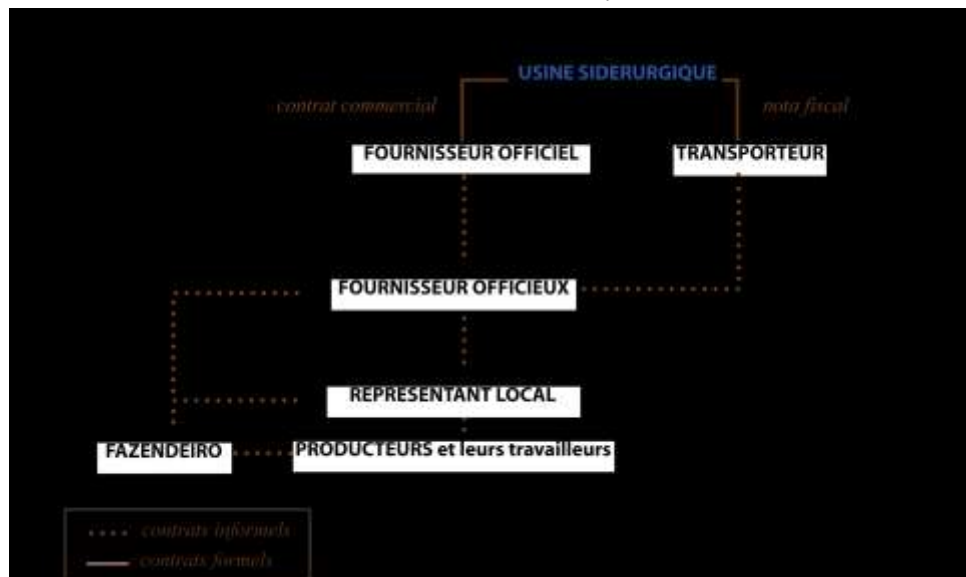 USINE SIDERURGIQUE
contrat commercial
nota fiscal
FOURNISSEUR OFFICIEL
TRANSPORTEUR
FOURNISSEUR OFFICIEUX
REPRESENTANT LOCAL
FAZENDEIRO
PRODUCTEURS et leurs travailleurs
contrats informels
contrats formels